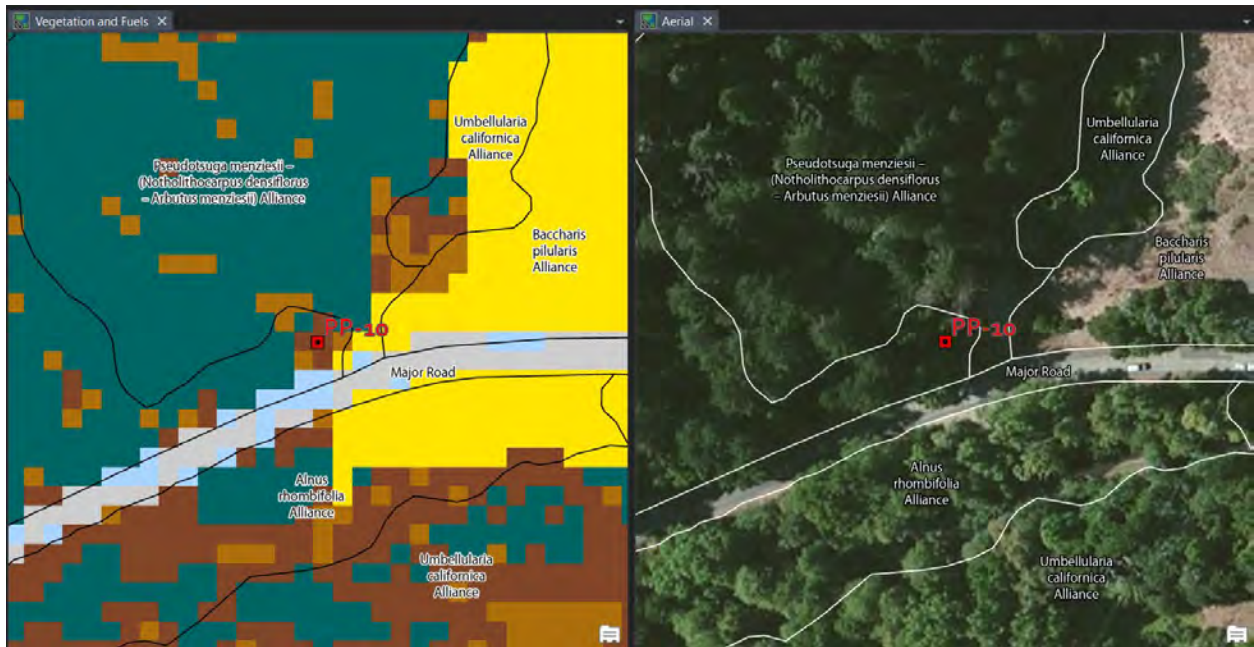 Vegetation and Fuels
Umbellularia
californica
Alliance
Pseudotsuga menziesii –
(Notholithocarpus densiflorus
– Arbutus menziesii) Alliance
Baccharis
pilularis
Alliance
PP-10
Major Road
Alnus
rhombifolia
Alliance
Umbellularia
californica
Alliance
Aerial
Umbellularia
californica
Alliance
Pseudotsuga menziesii –
(Notholithocarpus densiflorus
– Arbutus menziesii) Alliance
Baccharis
pilularis
Alliance
PP-10
Major Road
Alnus
rhombifolia
Alliance
Umbellularia
californica
Alliance